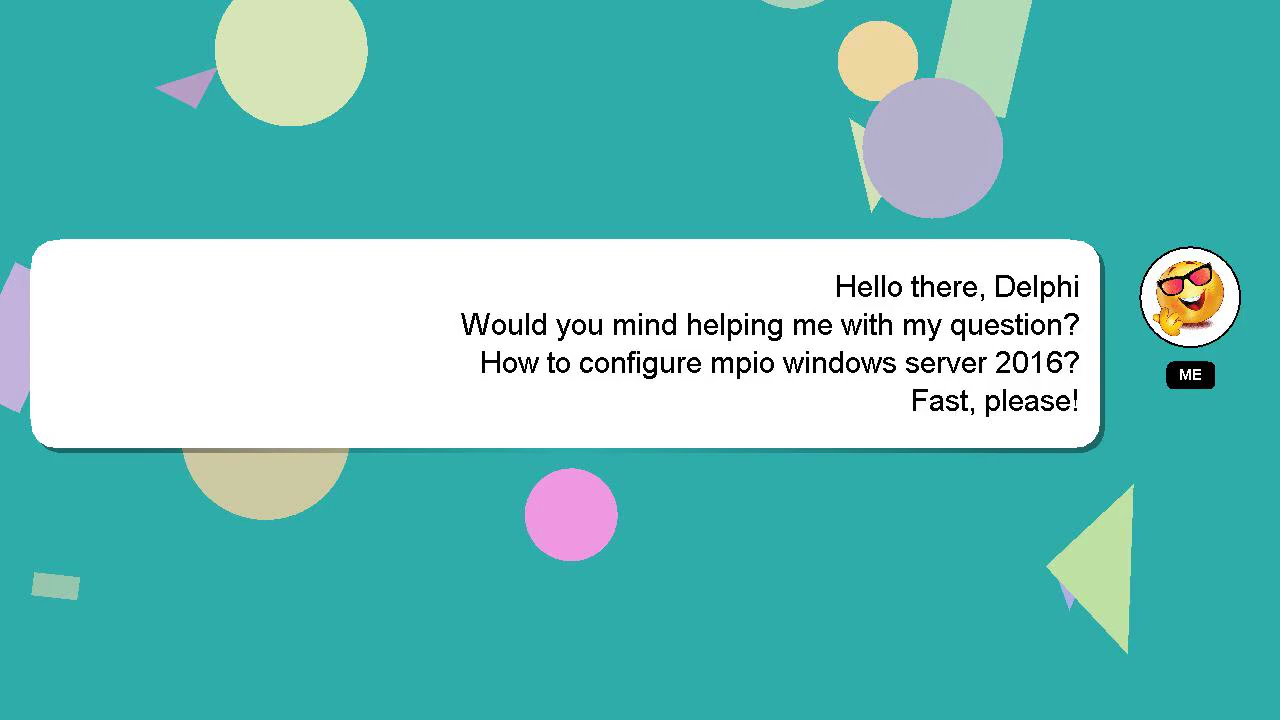 Hello there, Delphi
Would you mind helping me with my question?
How to configure mpio windows server 2016?
Fast, please!
ME